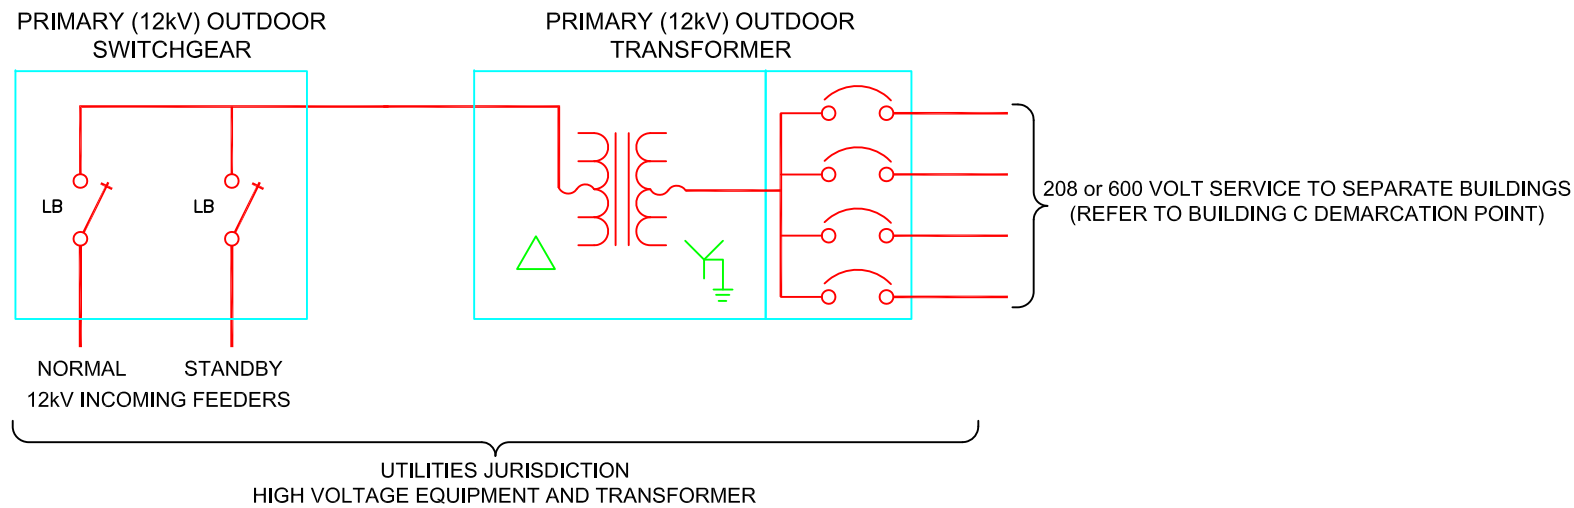 PRIMARY (12kV) OUTDOOR
SWITCHGEAR
PRIMARY (12kV) OUTDOOR
TRANSFORMER
LB
LB
208 or 600 VOLT SERVICE TO SEPARATE BUILDINGS
(REFER TO BUILDING C DEMARCATION POINT)
NORMAL
STANDBY
12kV INCOMING FEEDERS
UTILITIES JURISDICTION
HIGH VOLTAGE EQUIPMENT AND TRANSFORMER